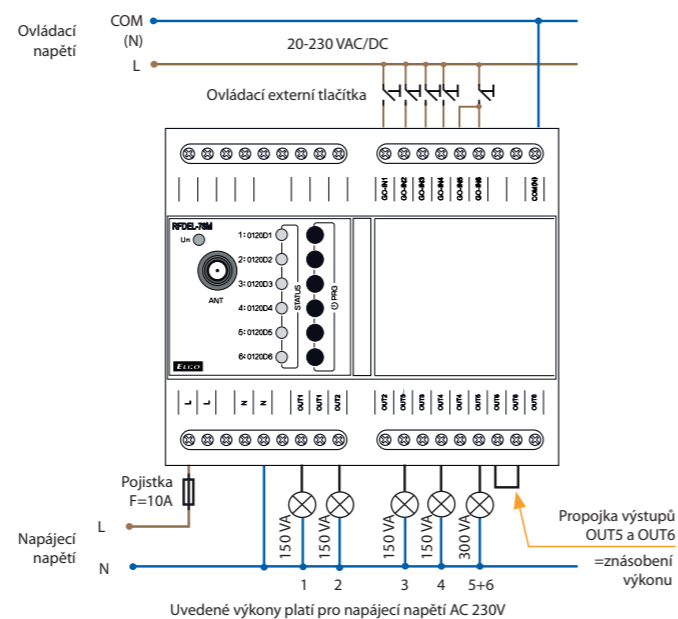 Ovládací
napětí
COM
(N)
L
20-230 VAC/DC
Ovládací externí tlačítka
GO-IN1
GO-IN2
GO-IN3
GO-IN4
GO-IN5
GO-IN6
COM(N)
RFDEL-76M
Un
ANT
1: 0120D1
2: 0120D2
3: 0120D3
4: 0120D4
5: 0120D5
6: 0120D6
STATUS
PRG
ELKO
L
L
N
N
OUT1
OUT1
OUT2
OUT2
OUT3
OUT3
OUT4
OUT4
OUT5
Pojistka
F=10A
150 VA
150 VA
150 VA
150 VA
300 VA
Propojka výstupů
OUT5 a OUT6
=znásobení
výkonu
Napájecí
napětí
L
N
1
2
3
4
5+6
Uvedené výkony platí pro napájecí napětí AC 230V